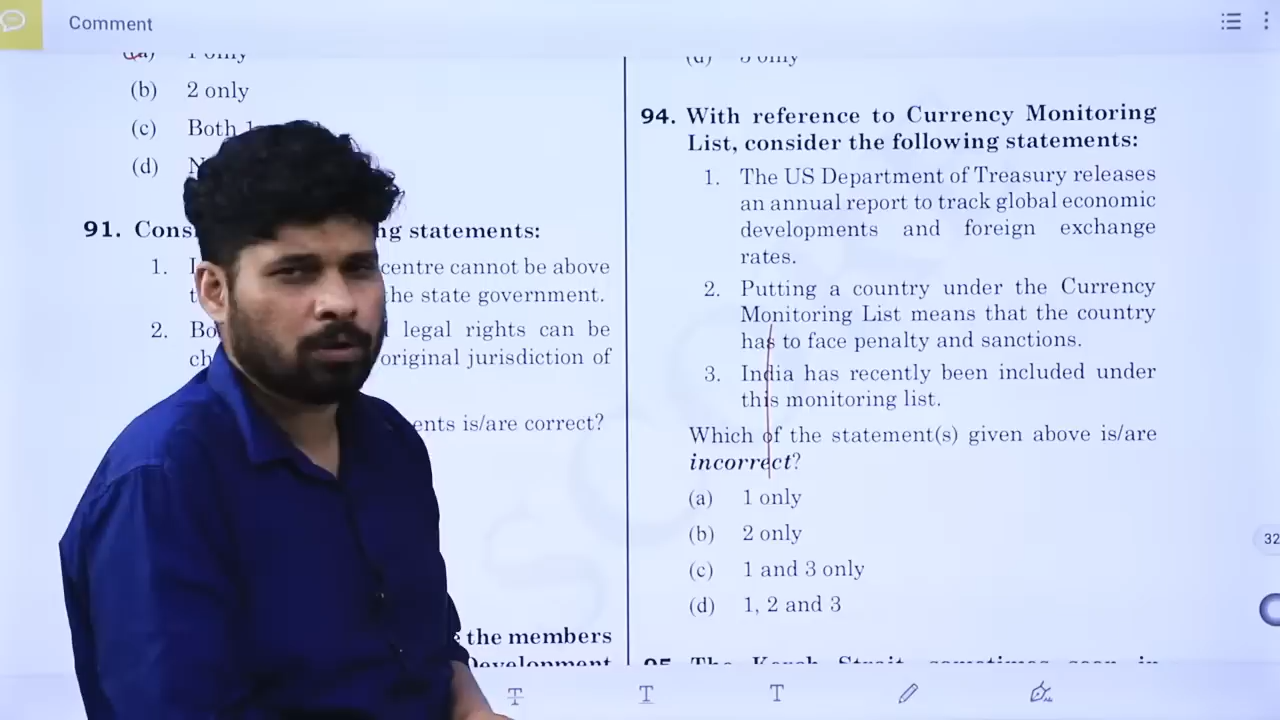 Comment
(b) 2 only
(c) Both
(d)
91. ng statements:
1. centre cannot be above
the state government.
2. legal rights can be
original jurisdiction of
is/are correct?
the members
94. With reference to Currency Monitoring
List, consider the following statements:
1. The US Department of Treasury releases
an annual report to track global economic
developments and foreign exchange
rates.
2. Putting a country under the Currency
Monitoring List means that the country
has to face penalty and sanctions.
3. India has recently been included under
this monitoring list.
Which of the statement(s) given above is/are
incorrect?
(a) 1 only
(b) 2 only
(c) 1 and 3 only
(d) 1, 2 and 3
32